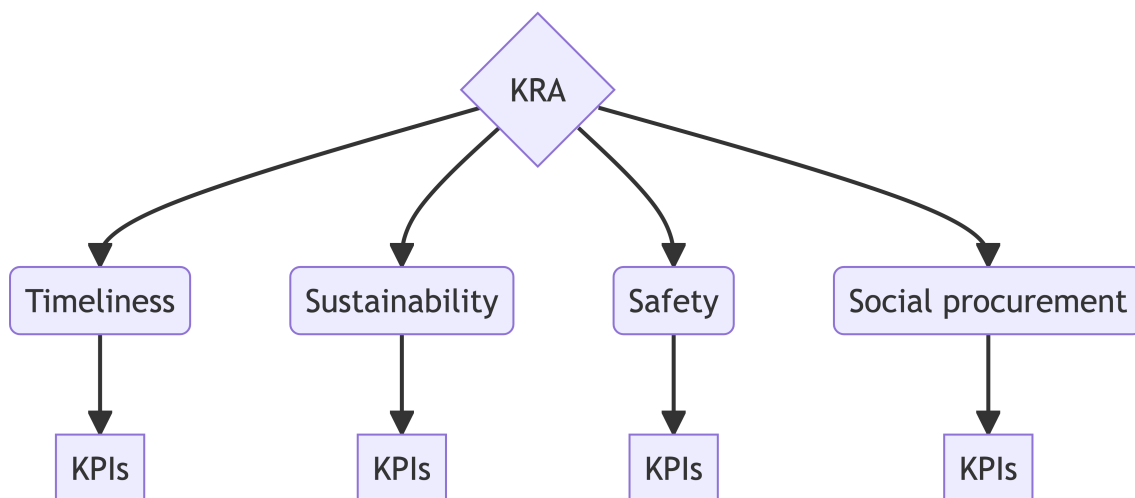 KRA
Timeliness
Sustainability
Safety
Social procurement
KPIs
KPIs
KPIs
KPIs